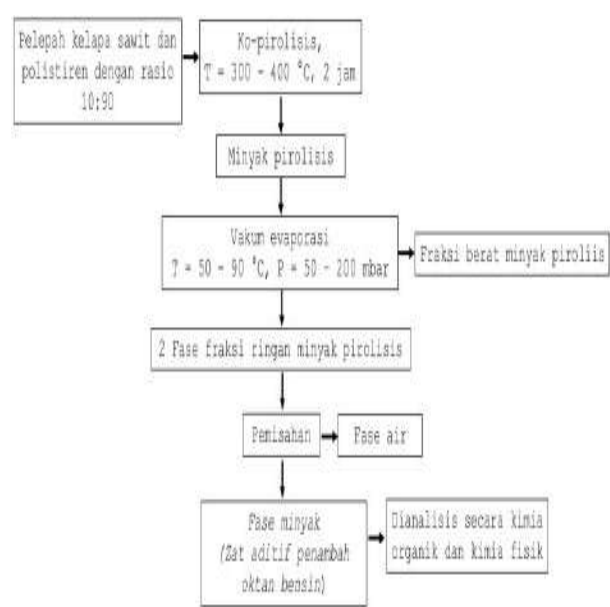 Pelepah kelapa sawit dan
polistiren dengan rasio
10:90
Ko-pirolisis,
T = 300 - 400 °C, 2 jam
Minyak pirolisis
Vakum evaporasi
T = 50 - 90 °C, P = 50 - 200 mbar
Fraksi berat minyak piroliis
2 Fase fraksi ringan minyak pirolisis
Pemisahan
Fase air
Fase minyak
(Zat aditif penambah
oktan bensin)
Dianalisis secara kimia
organik dan kimia fisik